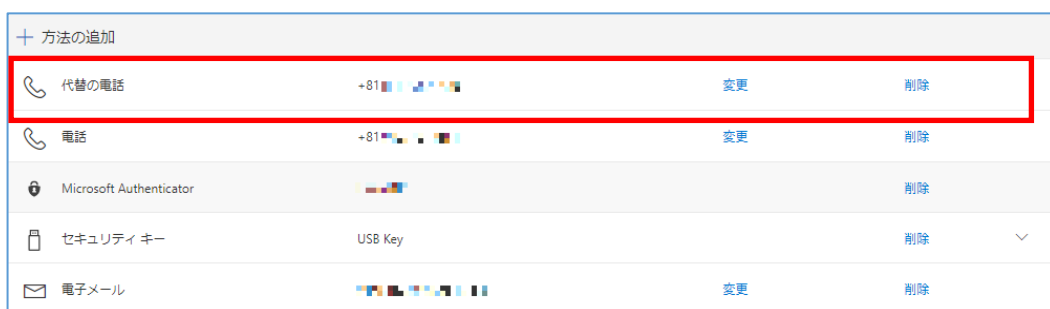 方法の追加
代替の電話 +81 変更 削除
電話 +81 変更 削除
Microsoft Authenticator 削除
セキュリティ キー USB Key 削除
電子メール 変更 削除